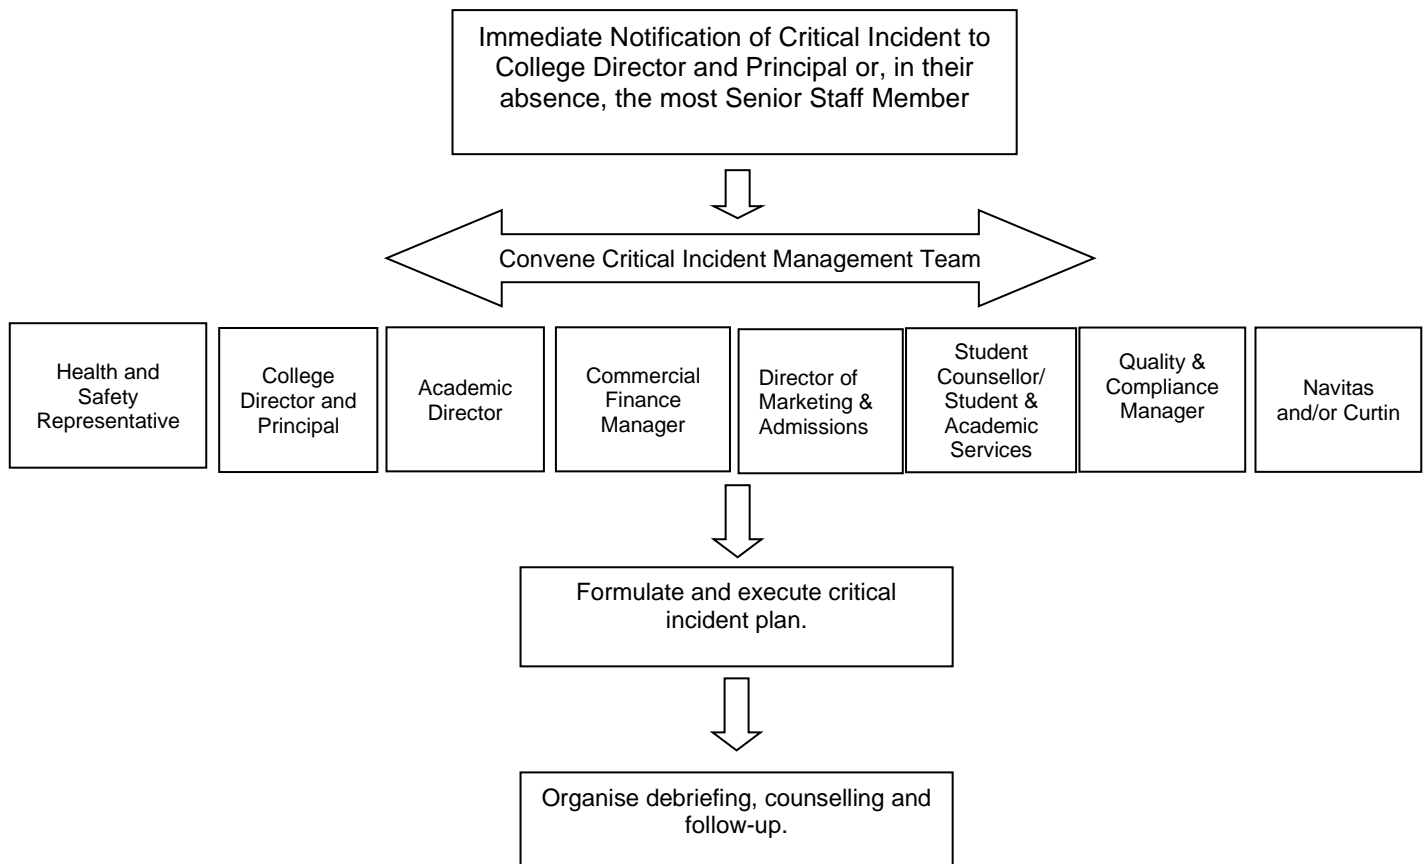 Immediate Notification of Critical Incident to
College Director and Principal or, in their
absence, the most Senior Staff Member
Convene Critical Incident Management Team
Health and
Safety
Representative
College
Director and
Principal
Academic
Director
Commercial
Finance
Manager
Director of
Marketing &
Admissions
Student
Counsellor/
Student &
Academic
Services
Quality &
Compliance
Manager
Navitas
and/or Curtin
Formulate and execute critical
incident plan.
Organise debriefing, counselling and
follow-up.